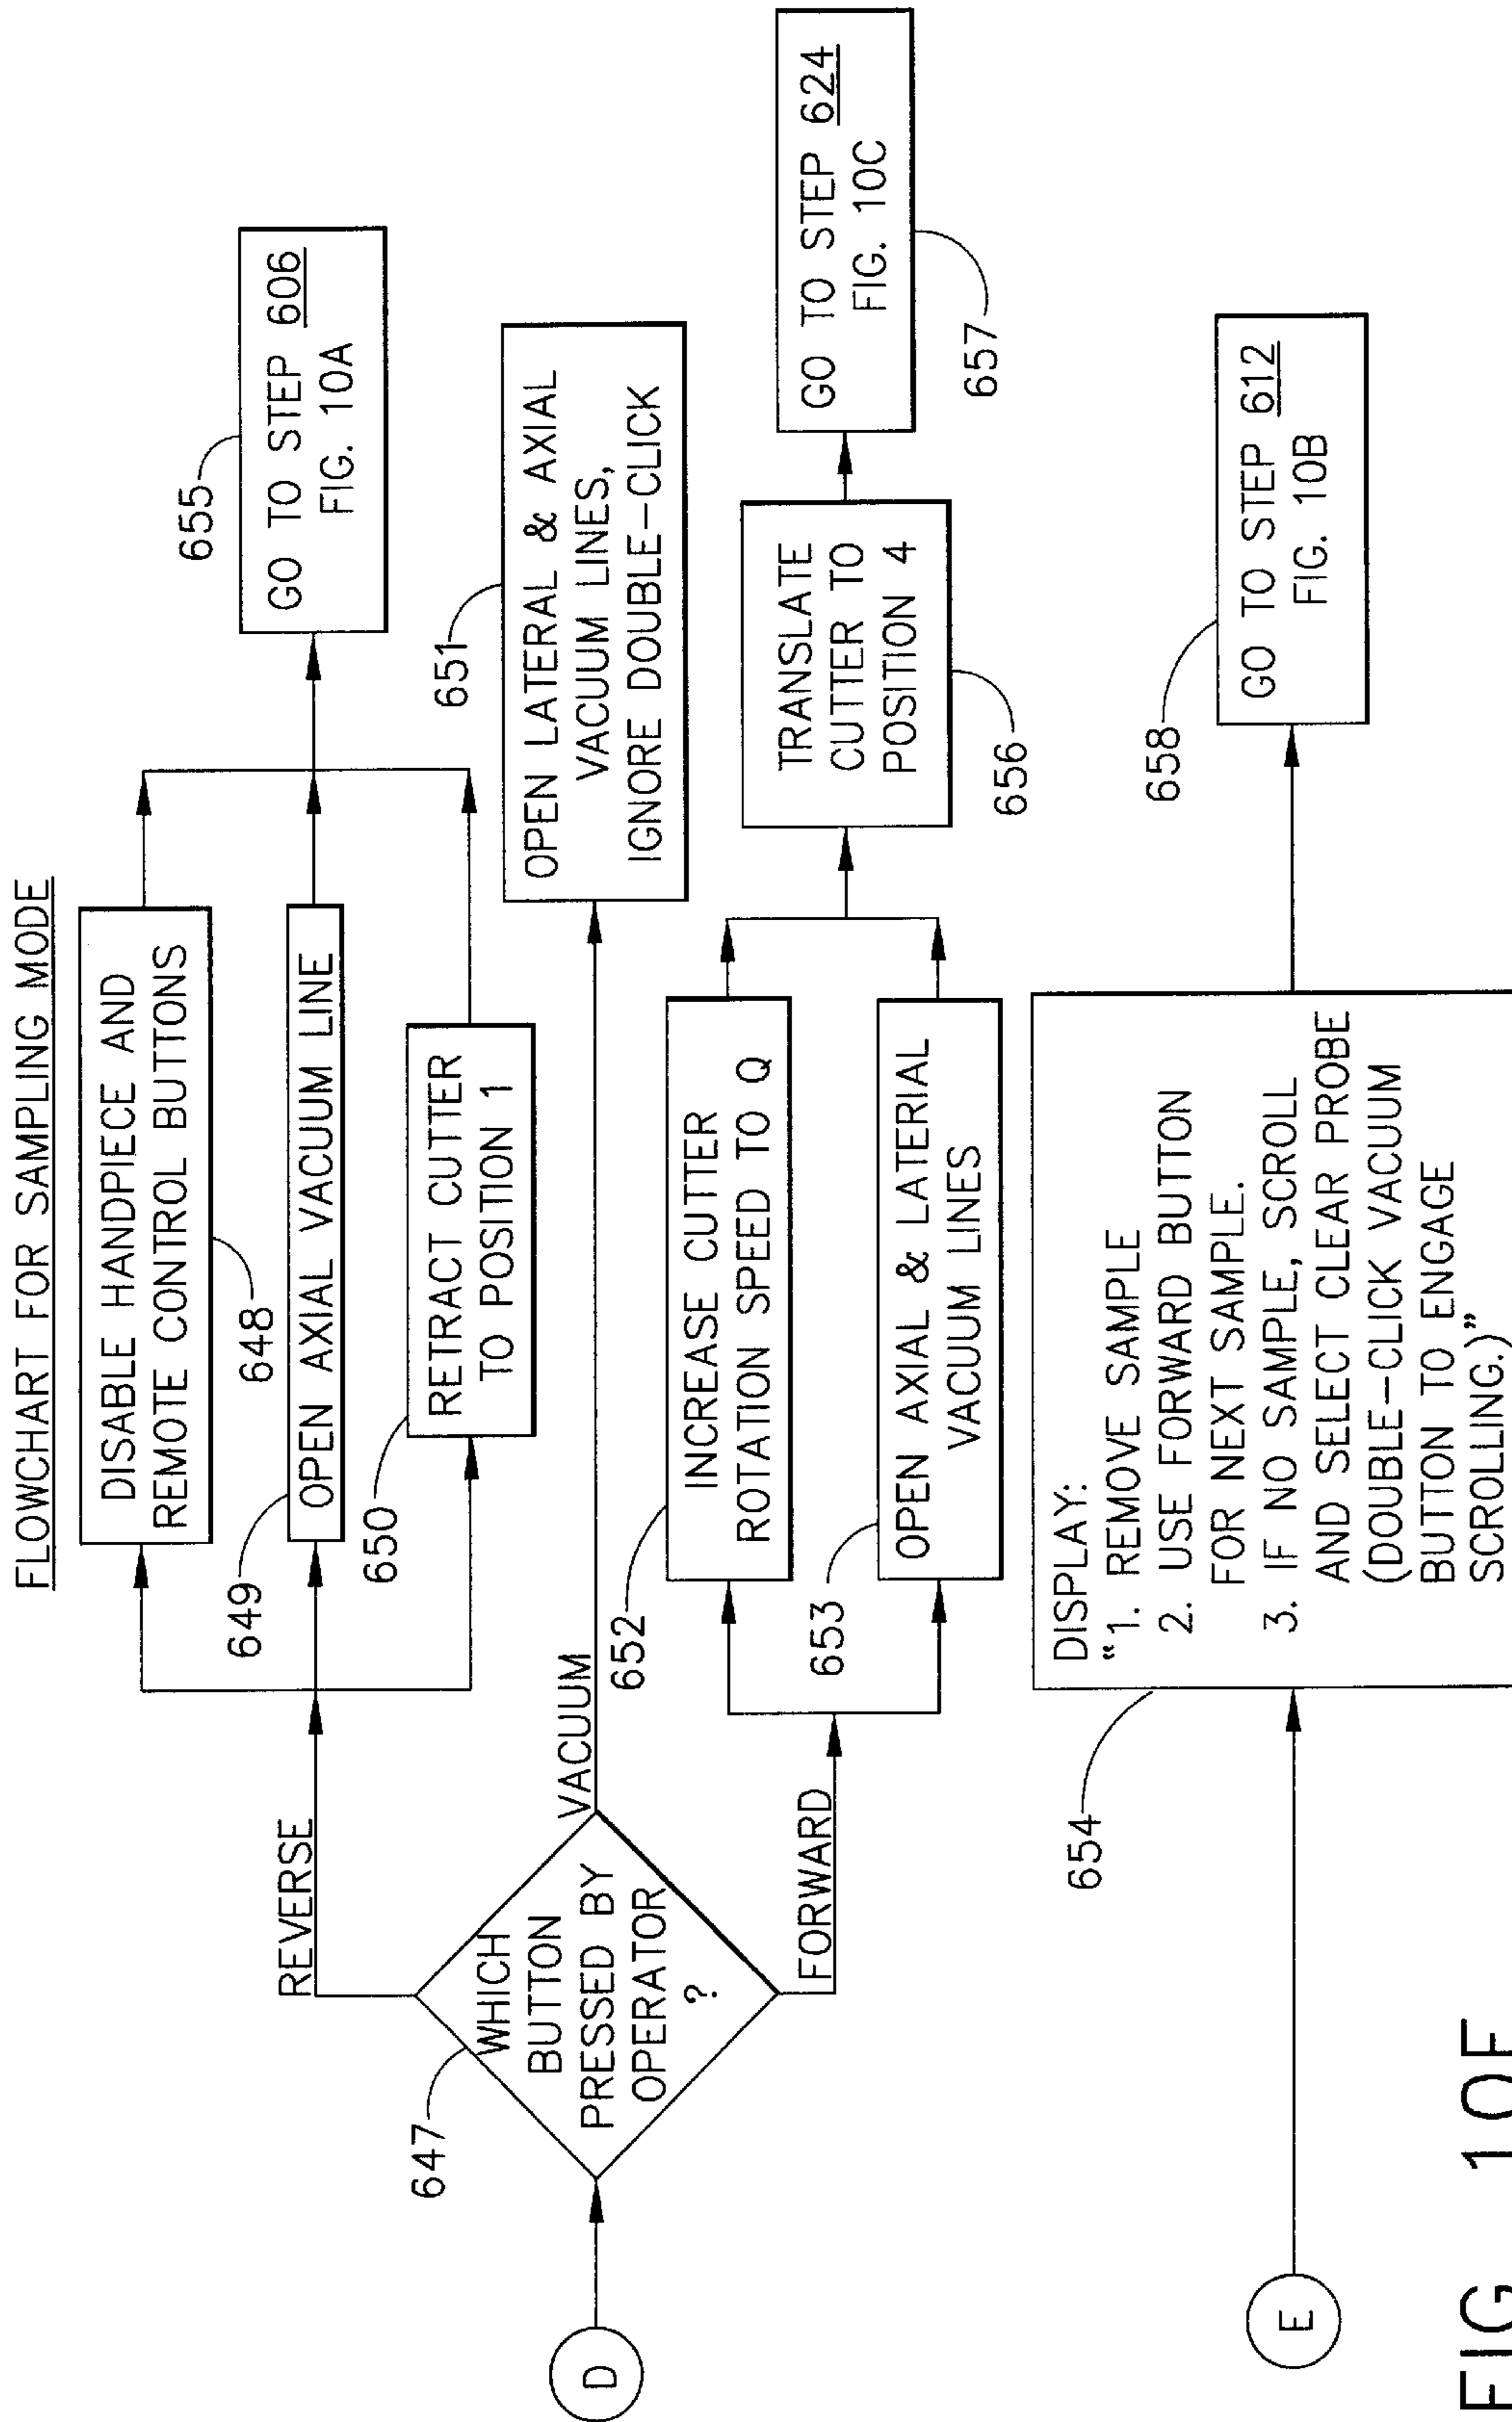 FLOWCHART FOR SAMPLING MODE
D
647
WHICH
BUTTON
PRESSED BY
OPERATOR
?
REVERSE
VACUUM
FORWARD
648
DISABLE HANDPIECE AND
REMOTE CONTROL BUTTONS
649
OPEN AXIAL VACUUM LINE
650
RETRACT CUTTER
TO POSITION 1
655
GO TO STEP 606
FIG. 10A
651
OPEN LATERAL & AXIAL
VACUUM LINES,
IGNORE DOUBLE-CLICK
652
INCREASE CUTTER
ROTATION SPEED TO Q
653
OPEN AXIAL & LATERIAL
VACUUM LINES
656
TRANSLATE
CUTTER TO
POSITION 4
657
GO TO STEP 624
FIG. 10C
E
654
DISPLAY:
"1. REMOVE SAMPLE
2. USE FORWARD BUTTON
FOR NEXT SAMPLE.
3. IF NO SAMPLE, SCROLL
AND SELECT CLEAR PROBE
(DOUBLE-CLICK VACUUM
BUTTON TO ENGAGE
SCROLLING.)"
658
GO TO STEP 612
FIG. 10B